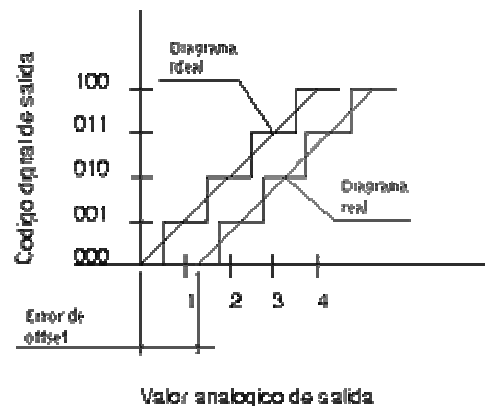 Diagrama
Ideal
100
011
010
001
000
Codigo digital de salida
Diagrama
real
1 2 3 4
Error de
offset
Valor analogico de salida